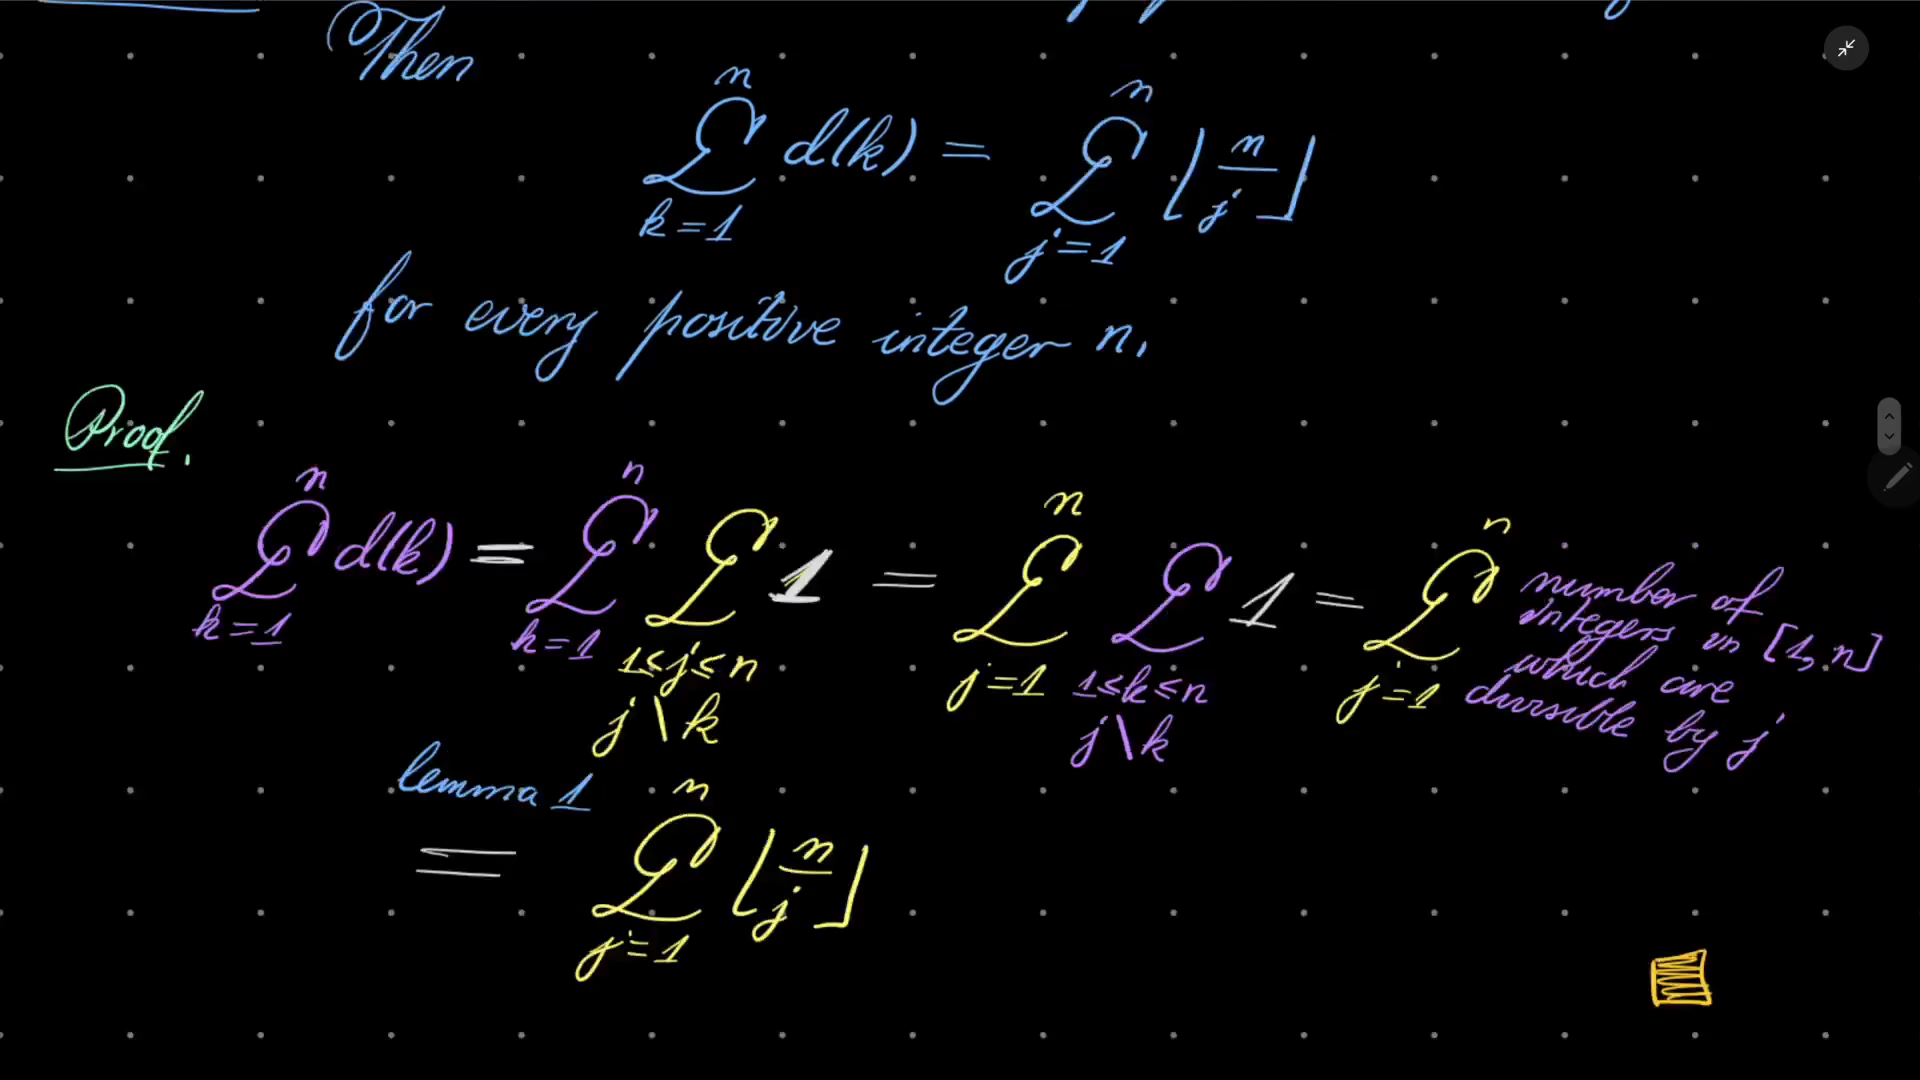 Then
n n
∑ d(k) = ∑ ⌊n/j⌋
k=1 j=1
for every positive integer n.
Proof.
n n n n
∑ d(k) = ∑ ∑ 1 = ∑ ∑ 1 = ∑ number of integers in [1, n] which are divisible by j
k=1 k=1 1≤j≤n j=1 1≤k≤n j=1
j\k j\k
lemma 1 n
= ∑ ⌊n/j⌋
j=1